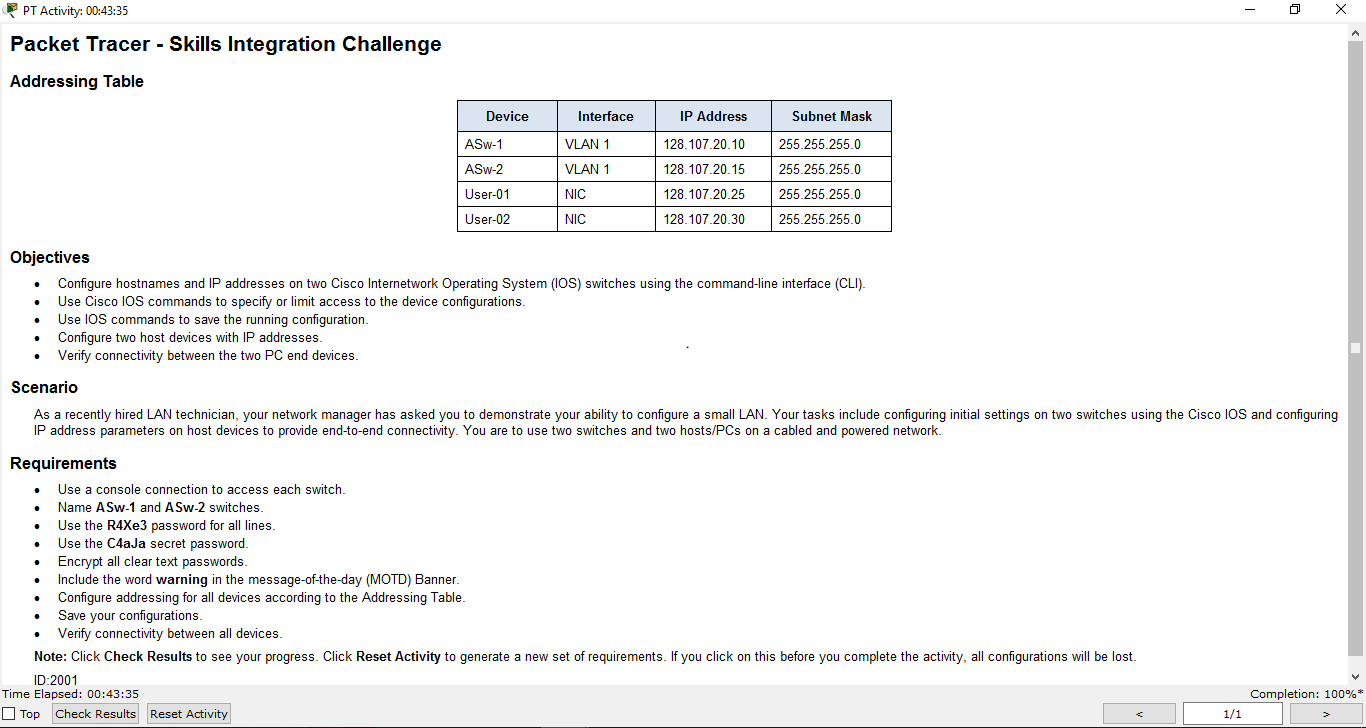 PT Activity: 00:43:35
Packet Tracer - Skills Integration Challenge
Addressing Table
Device Interface IP Address Subnet Mask
ASw-1 VLAN 1 128.107.20.10 255.255.255.0
ASw-2 VLAN 1 128.107.20.15 255.255.255.0
User-01 NIC 128.107.20.25 255.255.255.0
User-02 NIC 128.107.20.30 255.255.255.0
Objectives
• Configure hostnames and IP addresses on two Cisco Internetwork Operating System (IOS) switches using the command-line interface (CLI).
• Use Cisco IOS commands to specify or limit access to the device configurations.
• Use IOS commands to save the running configuration.
• Configure two host devices with IP addresses.
• Verify connectivity between the two PC end devices.
Scenario
As a recently hired LAN technician, your network manager has asked you to demonstrate your ability to configure a small LAN. Your tasks include configuring initial settings on two switches using the Cisco IOS and configuring
IP address parameters on host devices to provide end-to-end connectivity. You are to use two switches and two hosts/PCs on a cabled and powered network.
Requirements
• Use a console connection to access each switch.
• Name ASw-1 and ASw-2 switches.
• Use the R4Xe3 password for all lines.
• Use the C4aJa secret password.
• Encrypt all clear text passwords.
• Include the word warning in the message-of-the-day (MOTD) Banner.
• Configure addressing for all devices according to the Addressing Table.
• Save your configurations.
• Verify connectivity between all devices.
Note: Click Check Results to see your progress. Click Reset Activity to generate a new set of requirements. If you click on this before you complete the activity, all configurations will be lost.
ID:2001
Time Elapsed: 00:43:35 Completion: 100%*
Top Check Results Reset Activity < 1/1 >